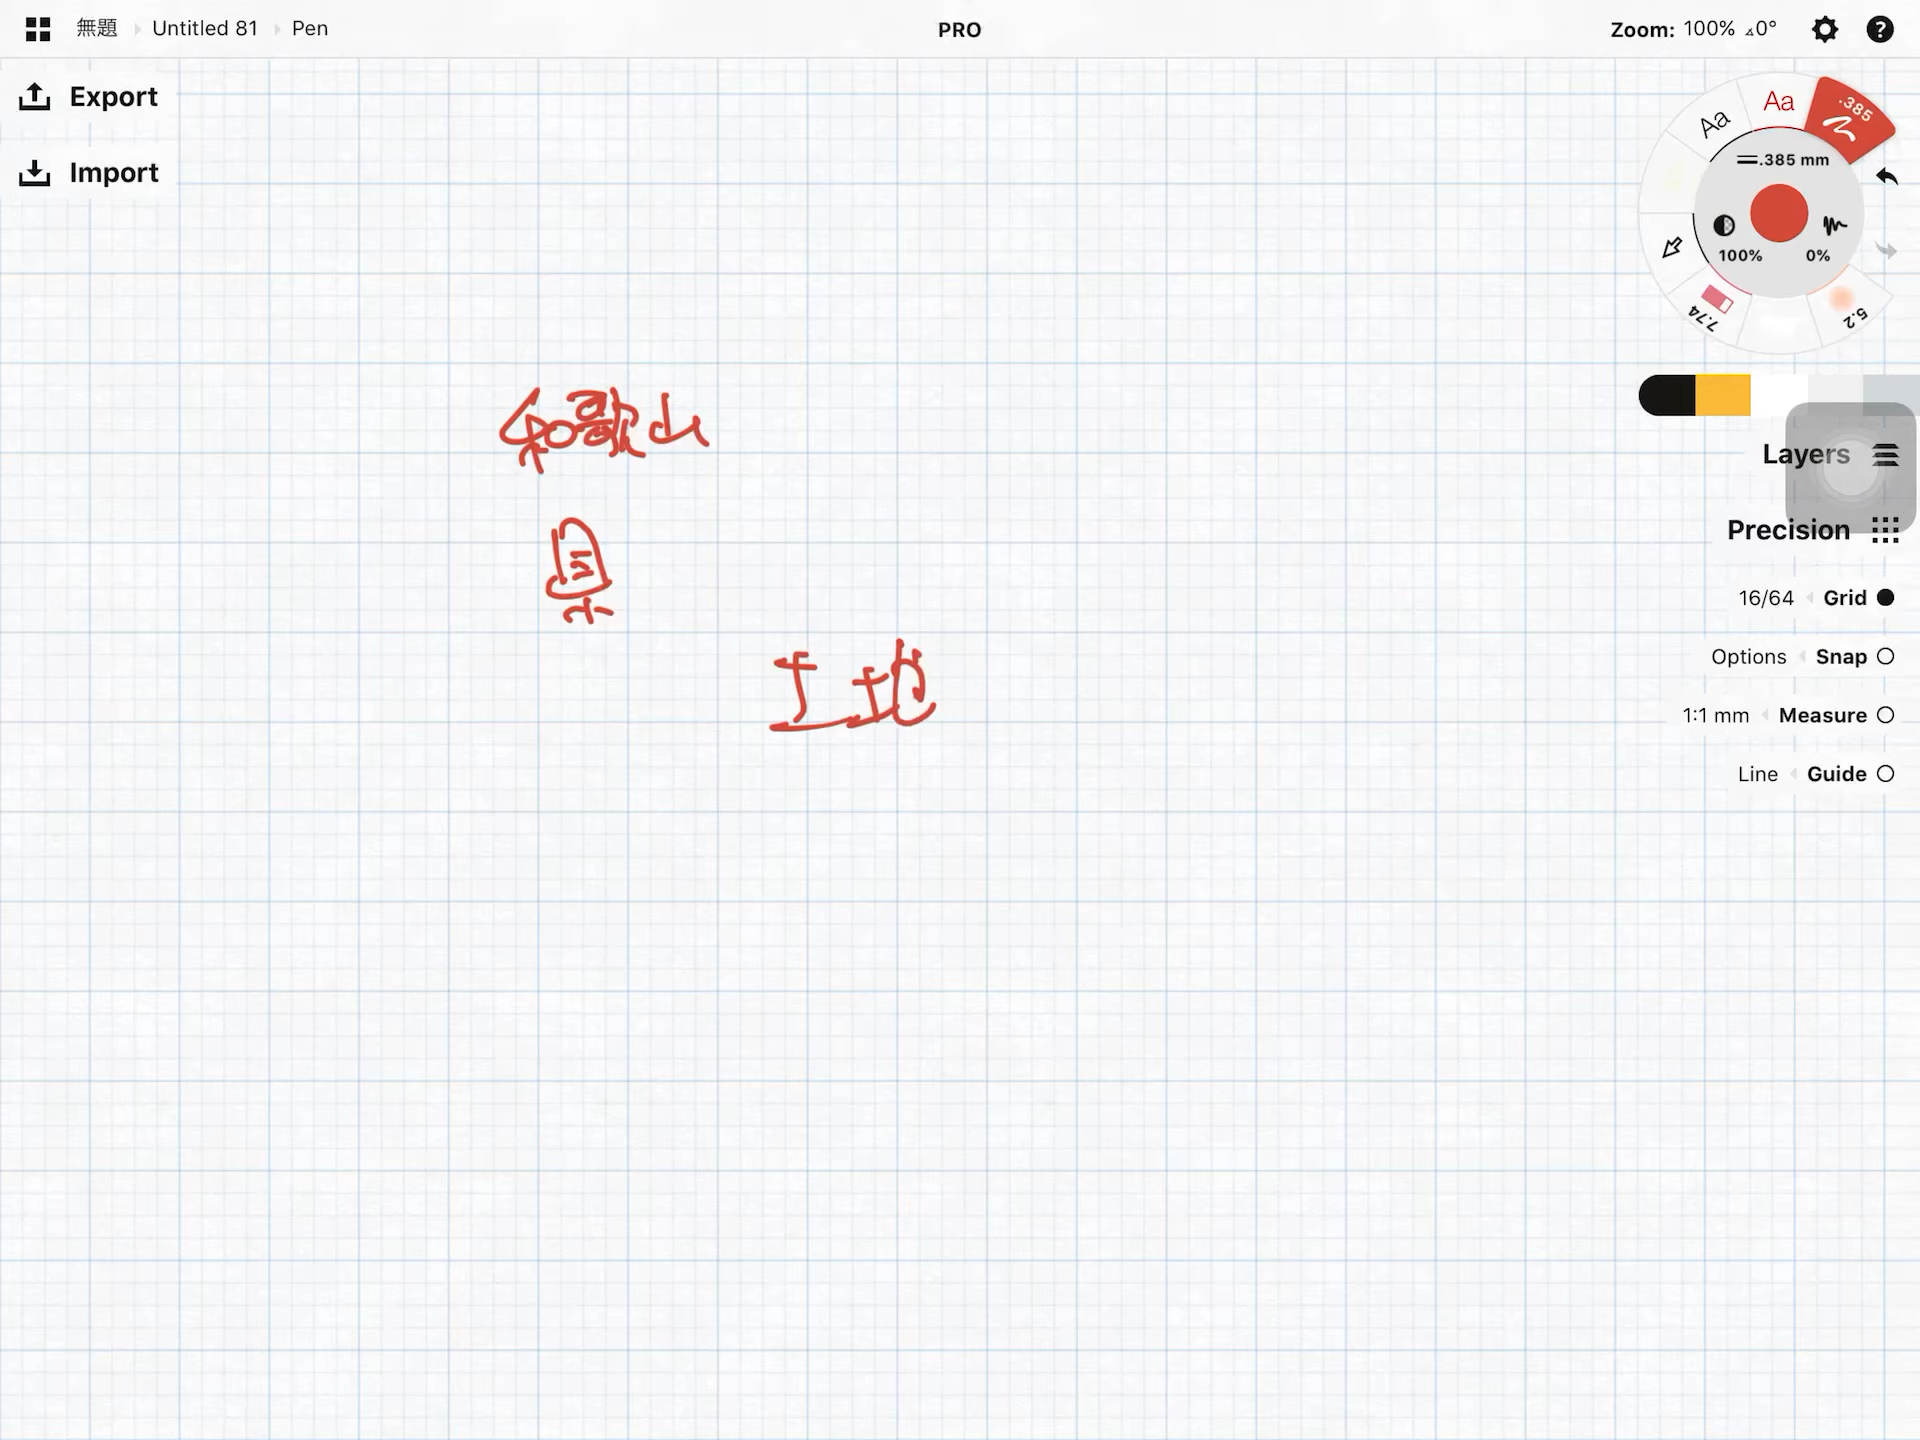 無題 Untitled 81 Pen
PRO
Zoom: 100% ⊿0°
Export
Import
Aa
Aa
.385
.385 mm
100%
0%
7.74
5.2
和歌山
県
土地
Layers
Precision
16/64 Grid
Options Snap
1:1 mm Measure
Line Guide